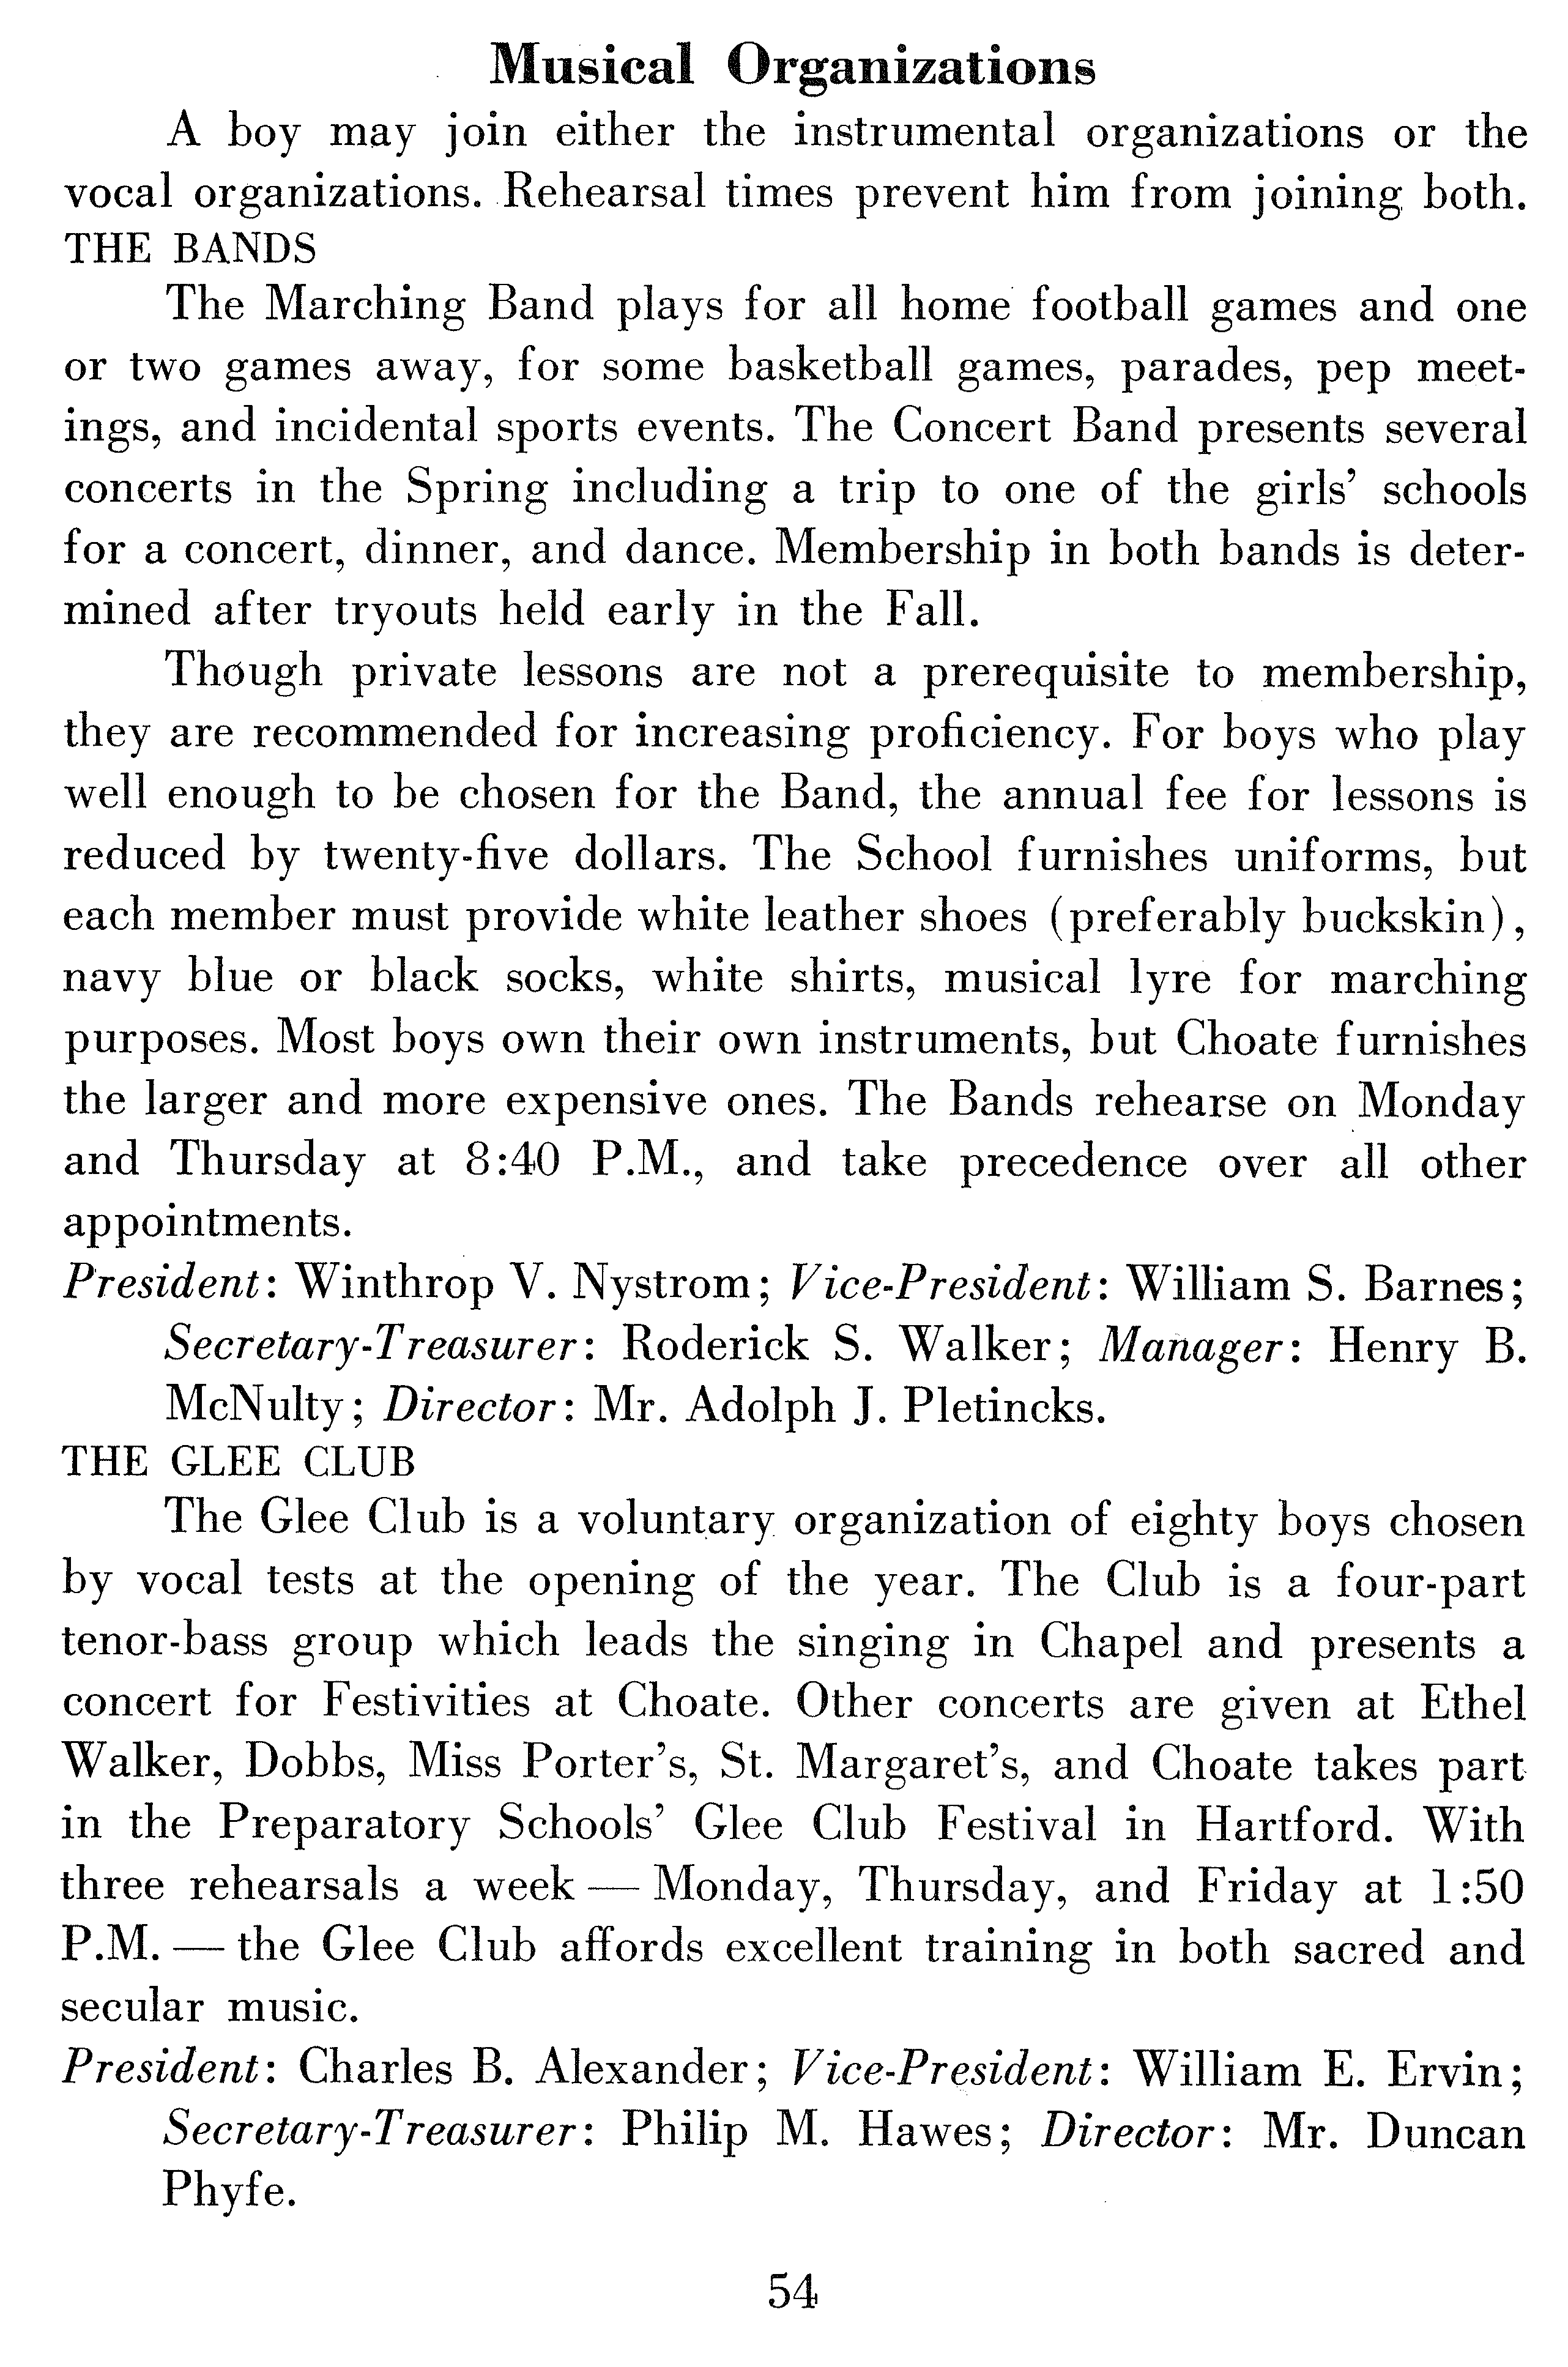 Musical Organizations
A boy may join either the instrumental organizations or the
vocal organizations. Rehearsal times prevent him from joining both.
THE BANDS
The Marching Band plays for all home football games and one
or two games away, for some basketball games, parades, pep meet-
ings, and incidental sports events. The Concert Band presents several
concerts in the Spring including a trip to one of the girls' schools
for a concert, dinner, and dance. Membership in both bands is deter-
mined after tryouts held early in the Fall.
Though private lessons are not a prerequisite to membership,
they are recommended for increasing proficiency. For boys who play
well enough to be chosen for the Band, the annual fee for lessons is
reduced by twenty-five dollars. The School furnishes uniforms, but
each member must provide white leather shoes (preferably buckskin),
navy blue or black socks, white shirts, musical lyre for marching
purposes. Most boys own their own instruments, but Choate furnishes
the larger and more expensive ones. The Bands rehearse on Monday
and Thursday at 8:40 P.M., and take precedence over all other
appointments.
President: Winthrop V. Nystrom; Vice-President: William S. Barnes;
Secretary-Treasurer: Roderick S. Walker; Manager: Henry B.
McNulty; Director: Mr. Adolph J. Pletincks.
THE GLEE CLUB
The Glee Club is a voluntary organization of eighty boys chosen
by vocal tests at the opening of the year. The Club is a four-part
tenor-bass group which leads the singing in Chapel and presents a
concert for Festivities at Choate. Other concerts are given at Ethel
Walker, Dobbs, Miss Porter's, St. Margaret's, and Choate takes part
in the Preparatory Schools' Glee Club Festival in Hartford. With
three rehearsals a week — Monday, Thursday, and Friday at 1:50
P.M. — the Glee Club affords excellent training in both sacred and
secular music.
President: Charles B. Alexander; Vice-President: William E. Ervin;
Secretary-Treasurer: Philip M. Hawes; Director: Mr. Duncan
Phyfe.
54